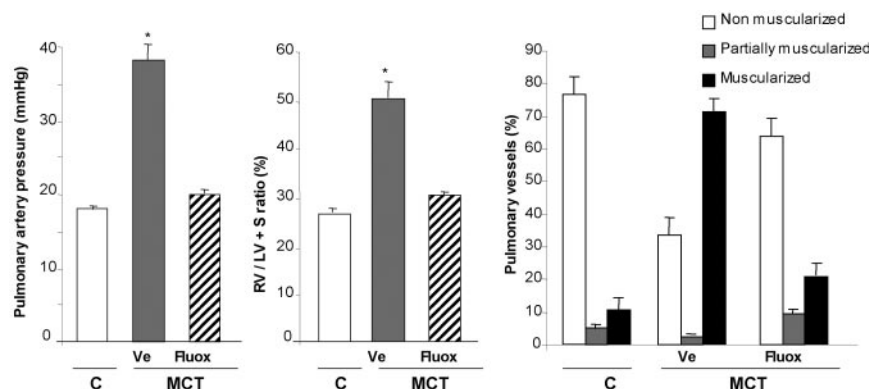 Pulmonary artery pressure (mmHg)
40
30
20
10
0
*
Ve Fluox
C MCT
RV / LV + S ratio (%)
60
50
40
30
20
10
0
*
Ve Fluox
C MCT
Non muscularized
Partially muscularized
Muscularized
Pulmonary vessels (%)
90
80
70
60
50
40
30
20
10
0
Ve Fluox
C MCT